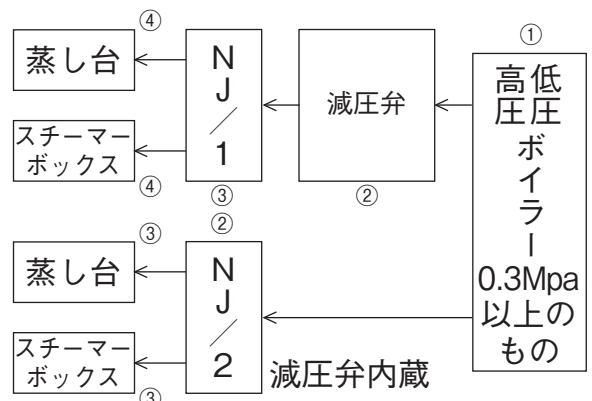 ④
蒸し台
スチーマー
ボックス
④
NJ/1
③
減圧弁
②
①
高圧 低圧 ボイラー
0.3Mpa
以上の
もの
③
蒸し台
スチーマー
ボックス
③
②
NJ/2
減圧弁内蔵